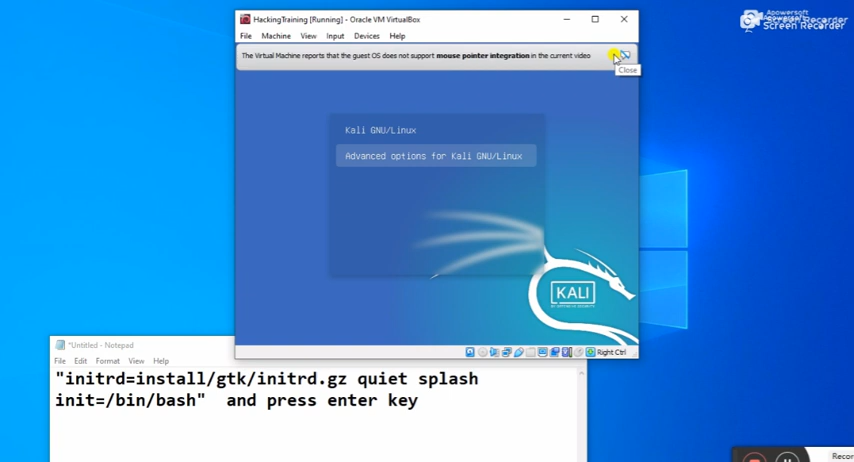 HackingTraining [Running] - Oracle VM VirtualBox
Apowersoft
Screen Recorder
File Machine View Input Devices Help
The Virtual Machine reports that the guest OS does not support mouse pointer integration in the current video
Close
Kali GNU/Linux
Advanced options for Kali GNU/Linux
KALI
BY OFFENSIVE SECURITY
Right Ctrl
*Untitled - Notepad
File Edit Format View Help
"initrd=install/gtk/initrd.gz quiet splash
init=/bin/bash"  and press enter key
Recor